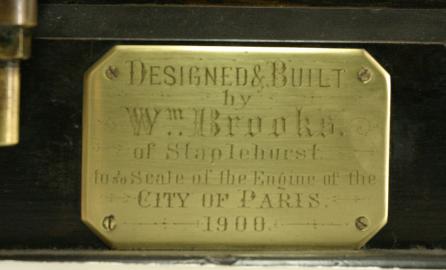 DESIGNED & BUILT
by
Wm. Brooks.
of Staplehurst
to Scale of the Engine of the
CITY OF PARIS.
1900.